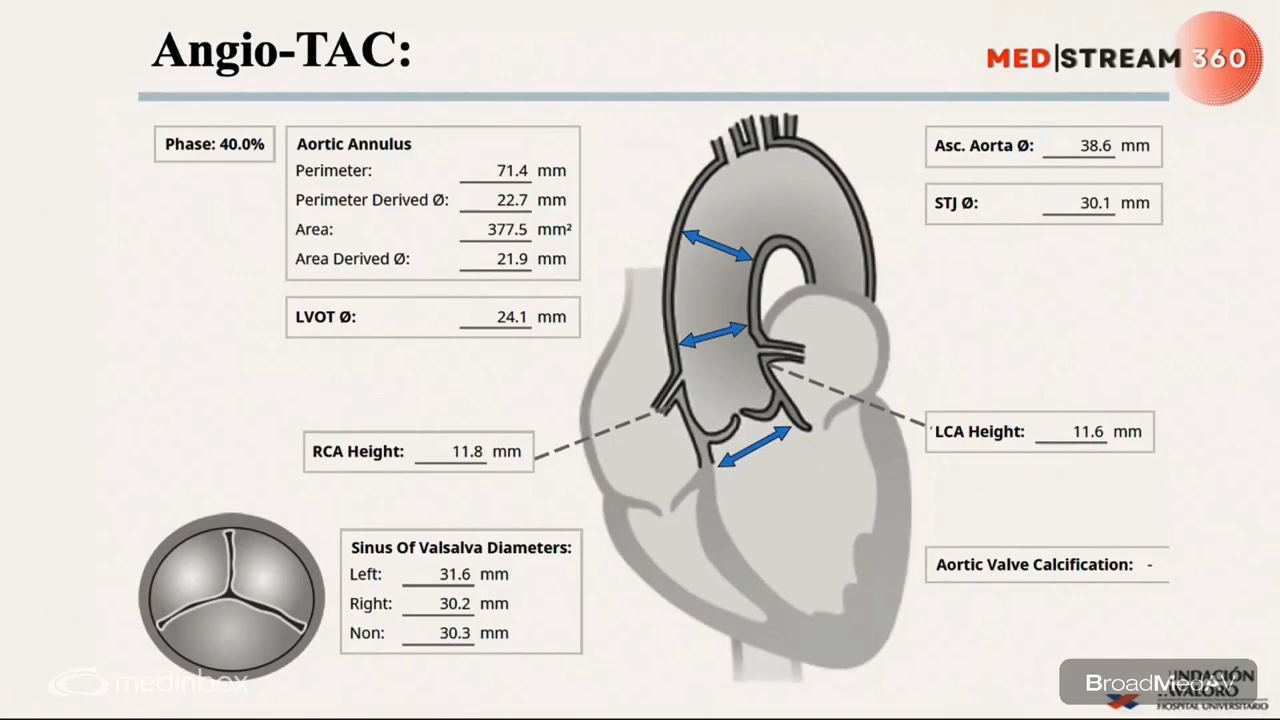 Angio-TAC:
MED|STREAM 360
Phase: 40.0%
Aortic Annulus
Perimeter: 71.4 mm
Perimeter Derived Ø: 22.7 mm
Area: 377.5 mm²
Area Derived Ø: 21.9 mm
LVOT Ø: 24.1 mm
Asc. Aorta Ø: 38.6 mm
STJ Ø: 30.1 mm
RCA Height: 11.8 mm
LCA Height: 11.6 mm
Sinus Of Valsalva Diameters:
Left: 31.6 mm
Right: 30.2 mm
Non: 30.3 mm
Aortic Valve Calcification: -
medinbox
BroadMedAV
HOSPITAL UNIVERSITARIO